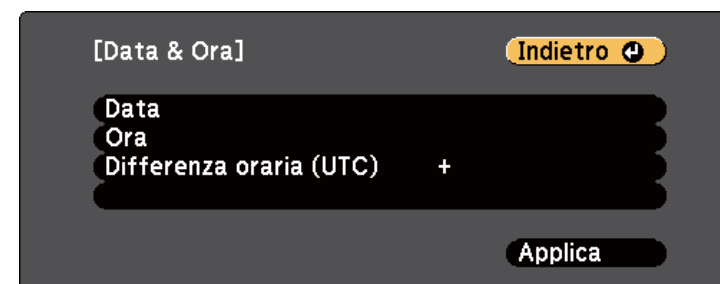 [Data & Ora] Indietro
Data
Ora
Differenza oraria (UTC) +
Applica